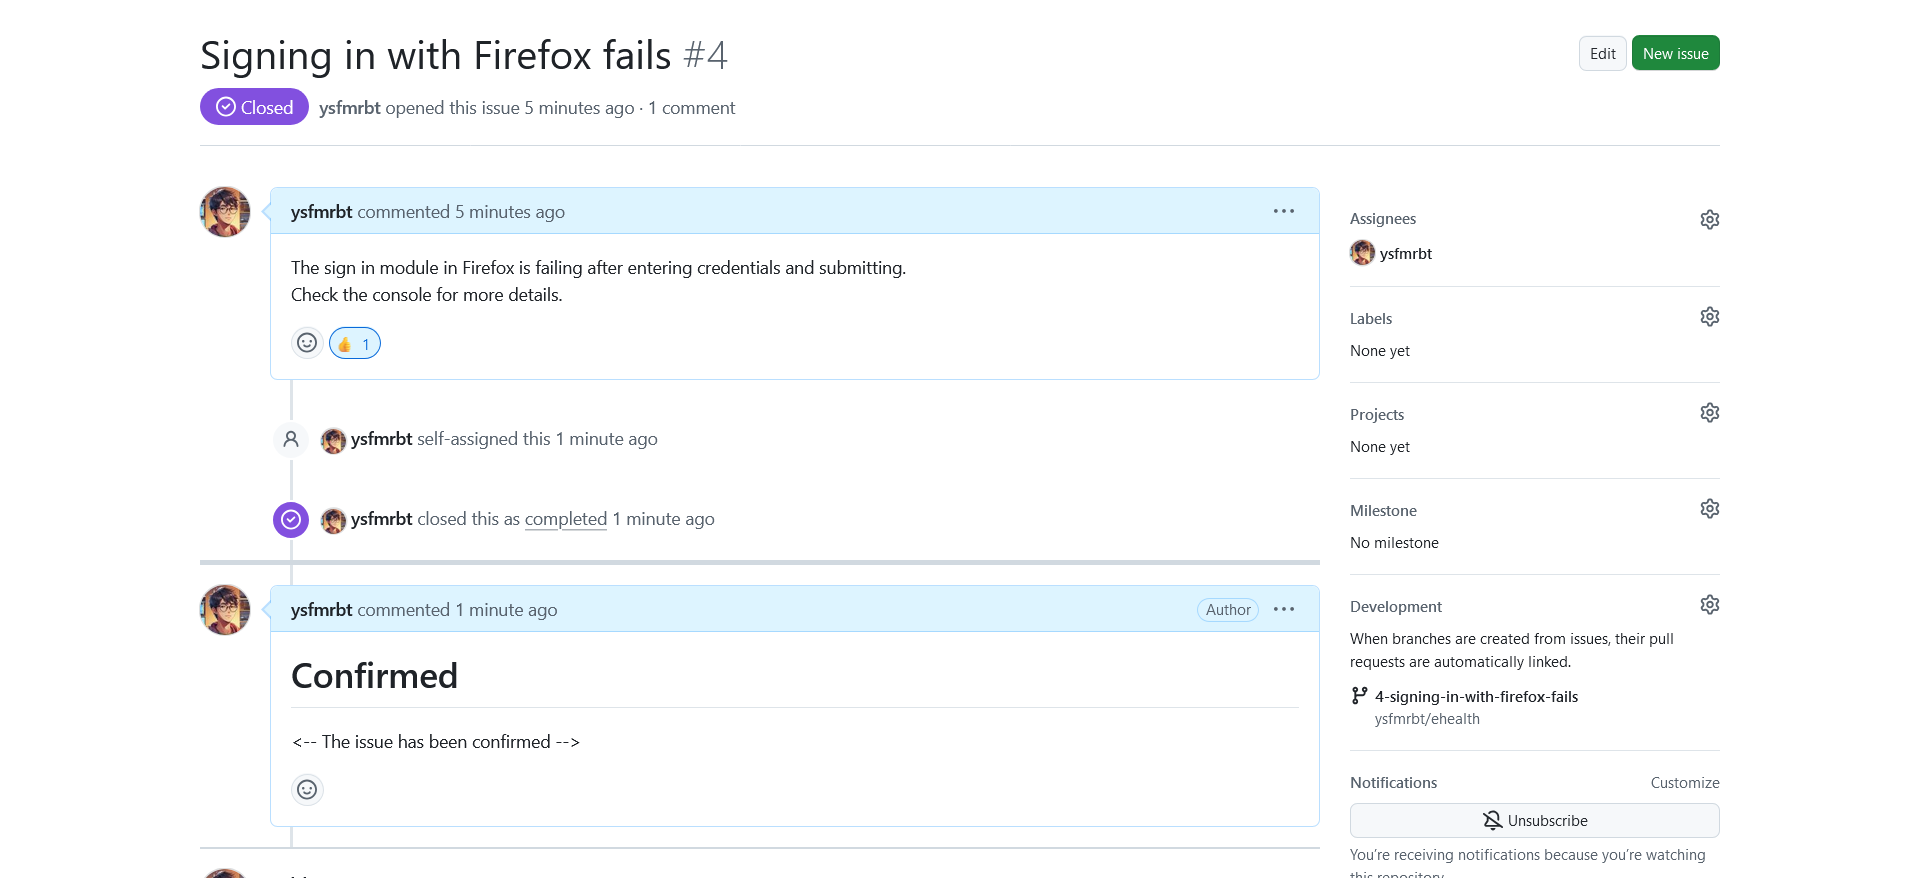 Signing in with Firefox fails #4
Edit
New issue
Closed
ysfmrbt opened this issue 5 minutes ago · 1 comment
ysfmrbt commented 5 minutes ago
The sign in module in Firefox is failing after entering credentials and submitting.
Check the console for more details.
👍 1
ysfmrbt self-assigned this 1 minute ago
ysfmrbt closed this as completed 1 minute ago
ysfmrbt commented 1 minute ago
Author
Confirmed
<-- The issue has been confirmed -->
Assignees
ysfmrbt
Labels
None yet
Projects
None yet
Milestone
No milestone
Development
When branches are created from issues, their pull
requests are automatically linked.
4-signing-in-with-firefox-fails
ysfmrbt/ehealth
Notifications
Customize
Unsubscribe
You're receiving notifications because you're watching
this repository.